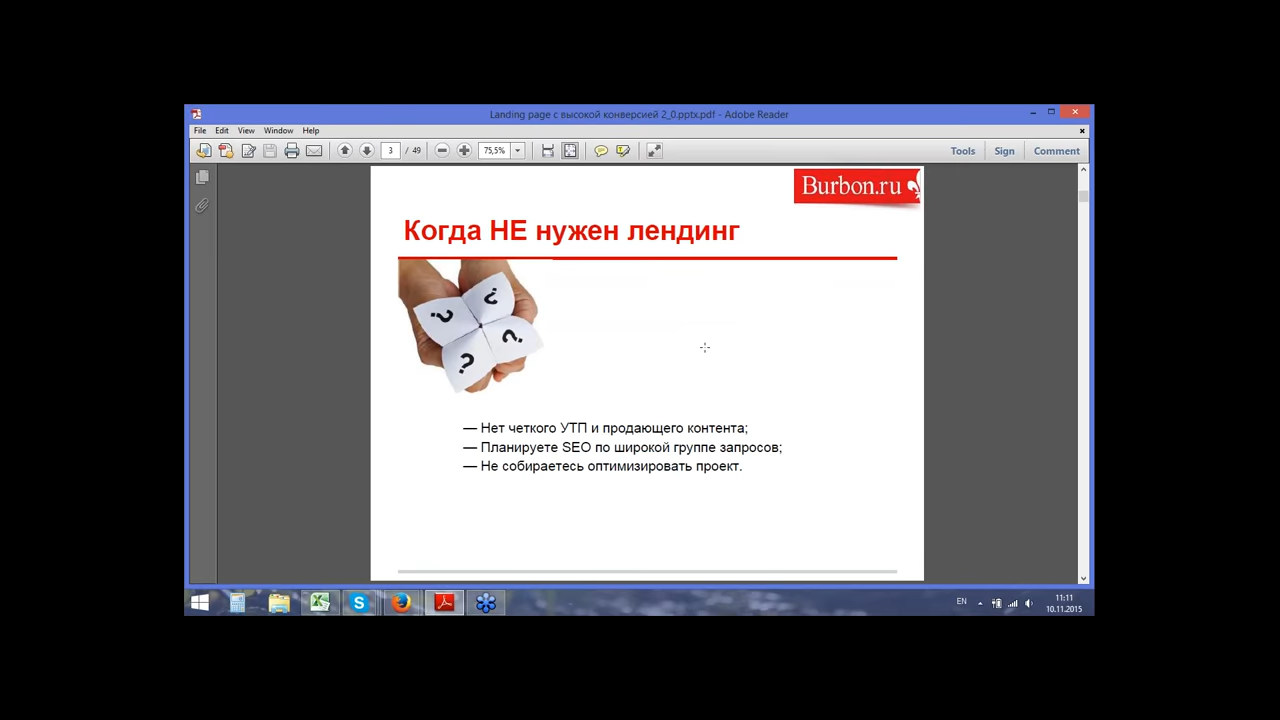 Landing page с высокой конверсией 2_0.pptx.pdf - Adobe Reader
File Edit View Window Help
3 / 49 75,5% Tools Sign Comment
Burbon.ru
Когда НЕ нужен лендинг
? ? ? ?
— Нет четкого УТП и продающего контента;
— Планируете SEO по широкой группе запросов;
— Не собираетесь оптимизировать проект.
EN
11:11
10.11.2015